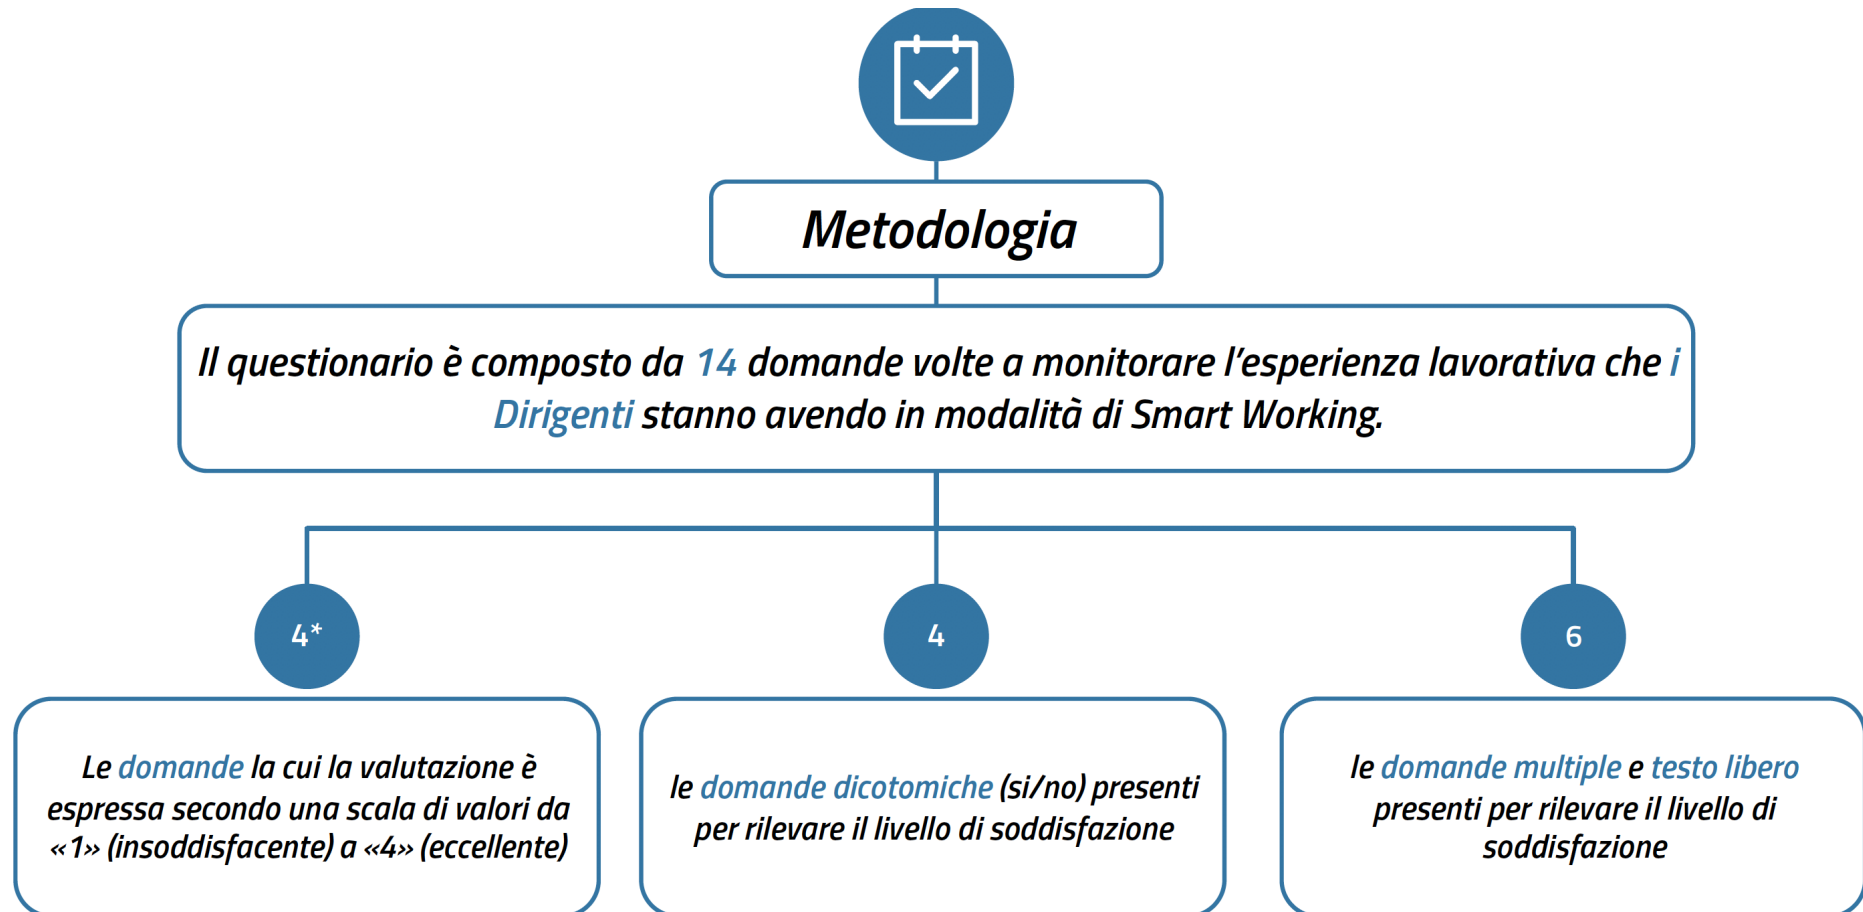 Metodologia
Il questionario è composto da 14 domande volte a monitorare l’esperienza lavorativa che i
Dirigenti stanno avendo in modalità di Smart Working.
4*
Le domande la cui la valutazione è
espressa secondo una scala di valori da
«1» (insoddisfacente) a «4» (eccellente)
4
le domande dicotomiche (si/no) presenti
per rilevare il livello di soddisfazione
6
le domande multiple e testo libero
presenti per rilevare il livello di
soddisfazione